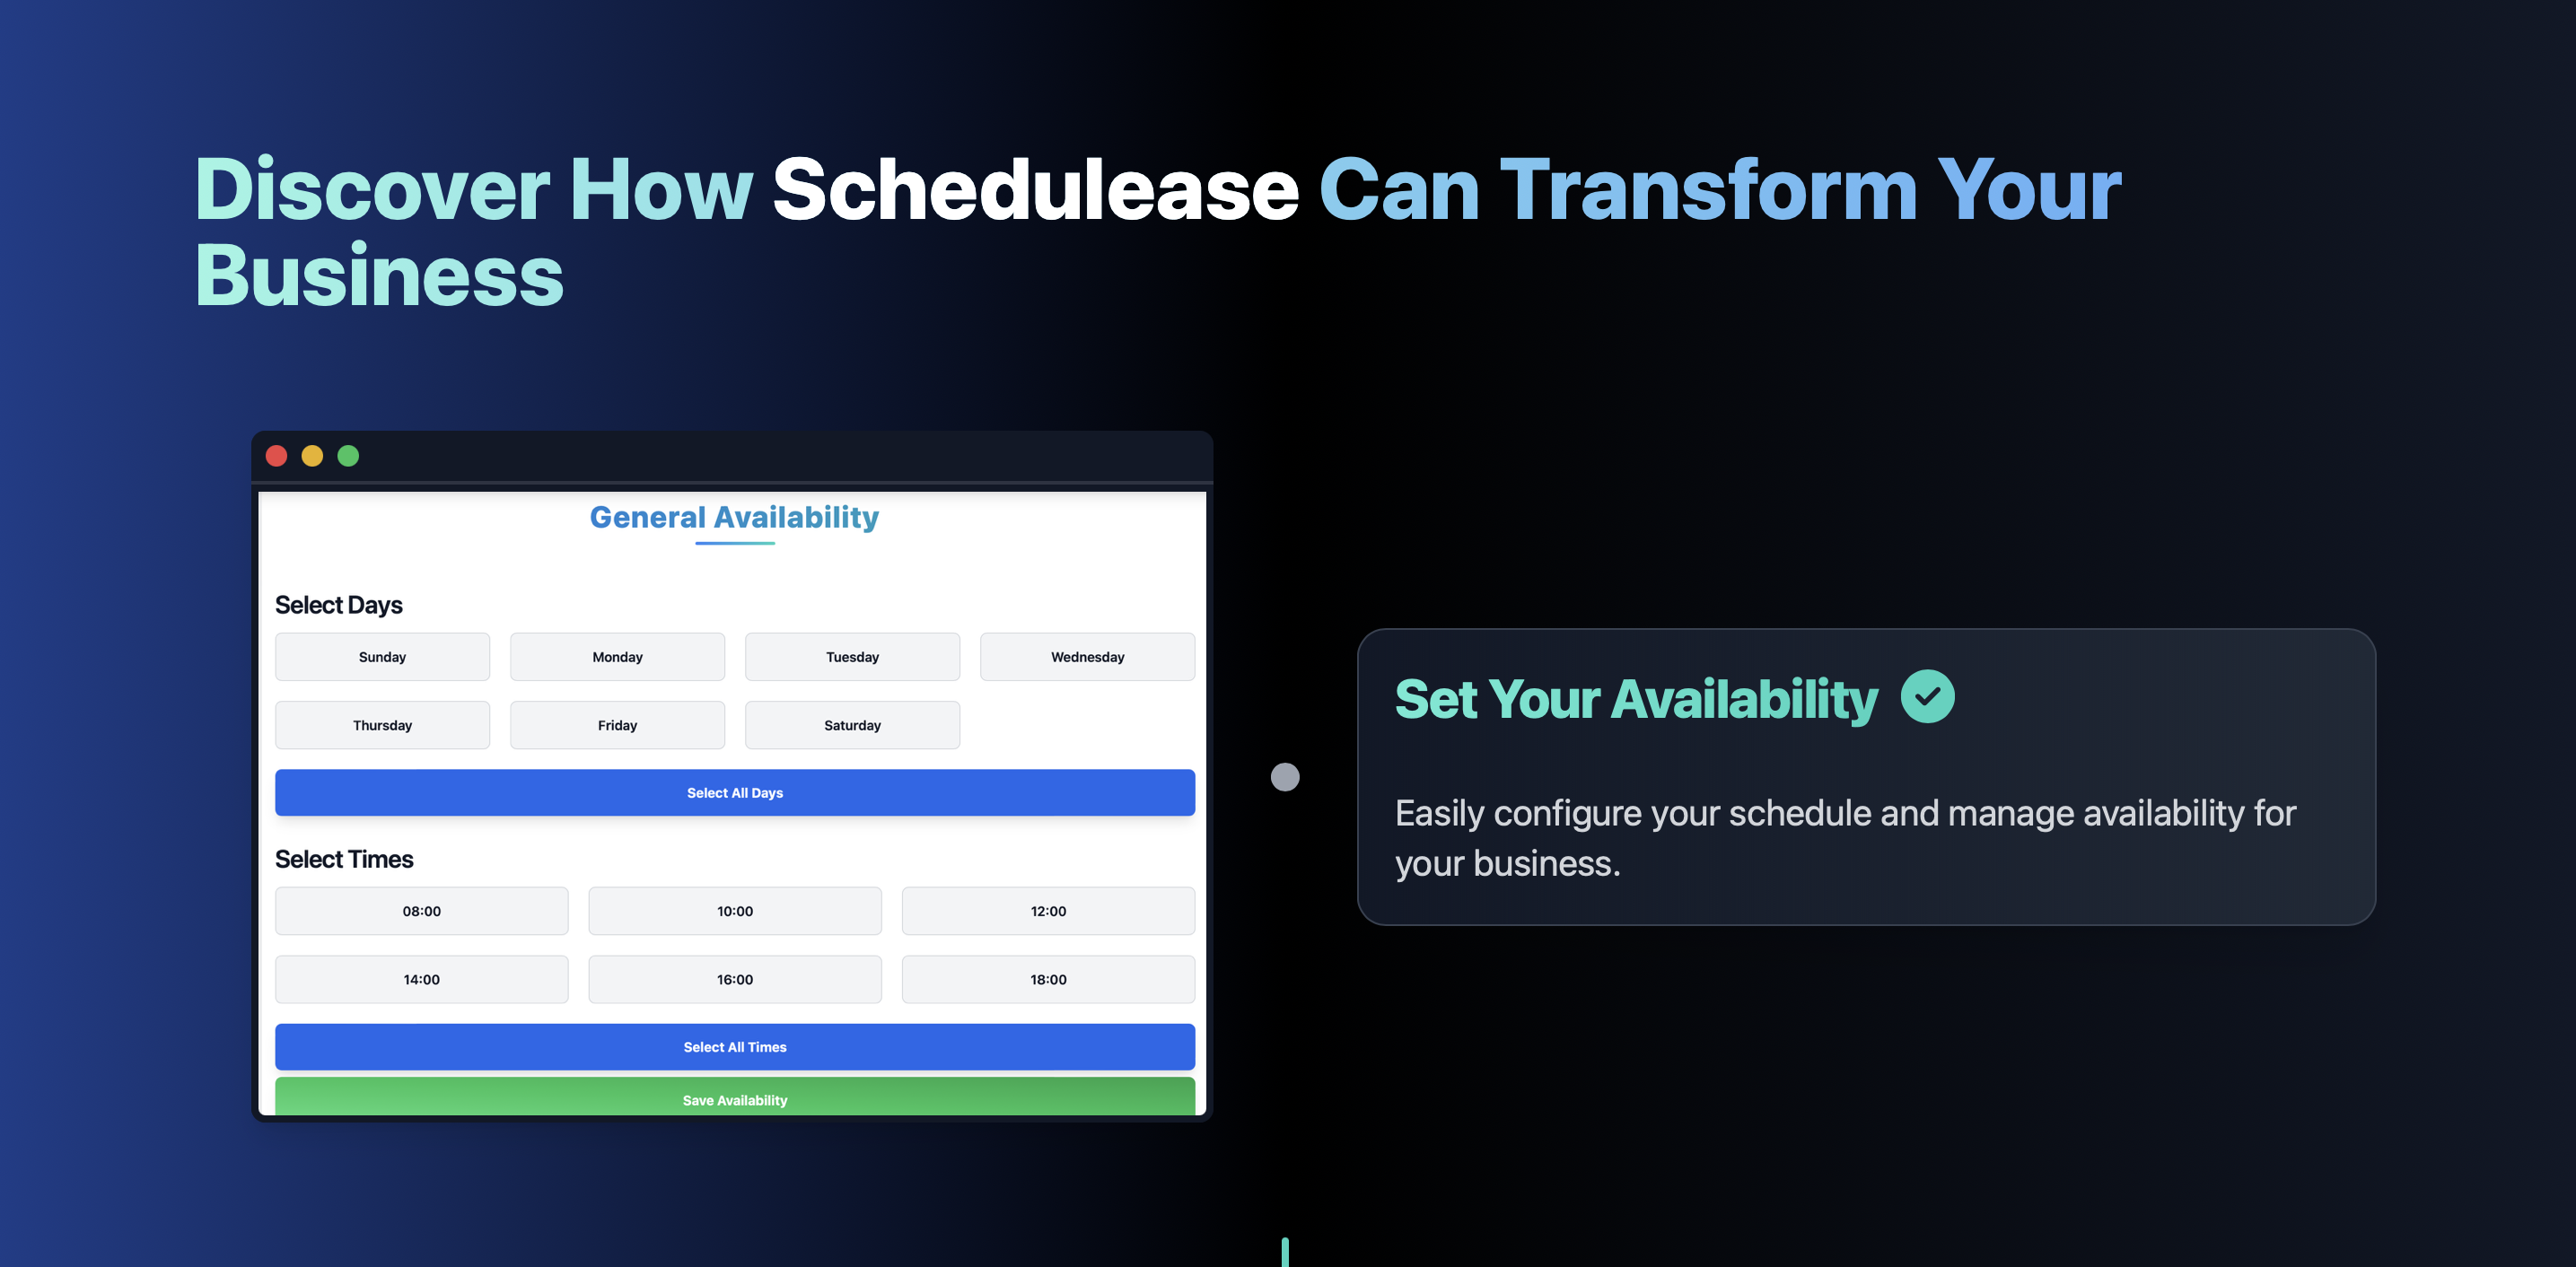 Discover How Schedulease Can Transform Your
Business
General Availability
Select Days
Sunday Monday Tuesday Wednesday
Thursday Friday Saturday
Select All Days
Select Times
08:00 10:00 12:00
14:00 16:00 18:00
Select All Times
Save Availability
Set Your Availability
Easily configure your schedule and manage availability for
your business.